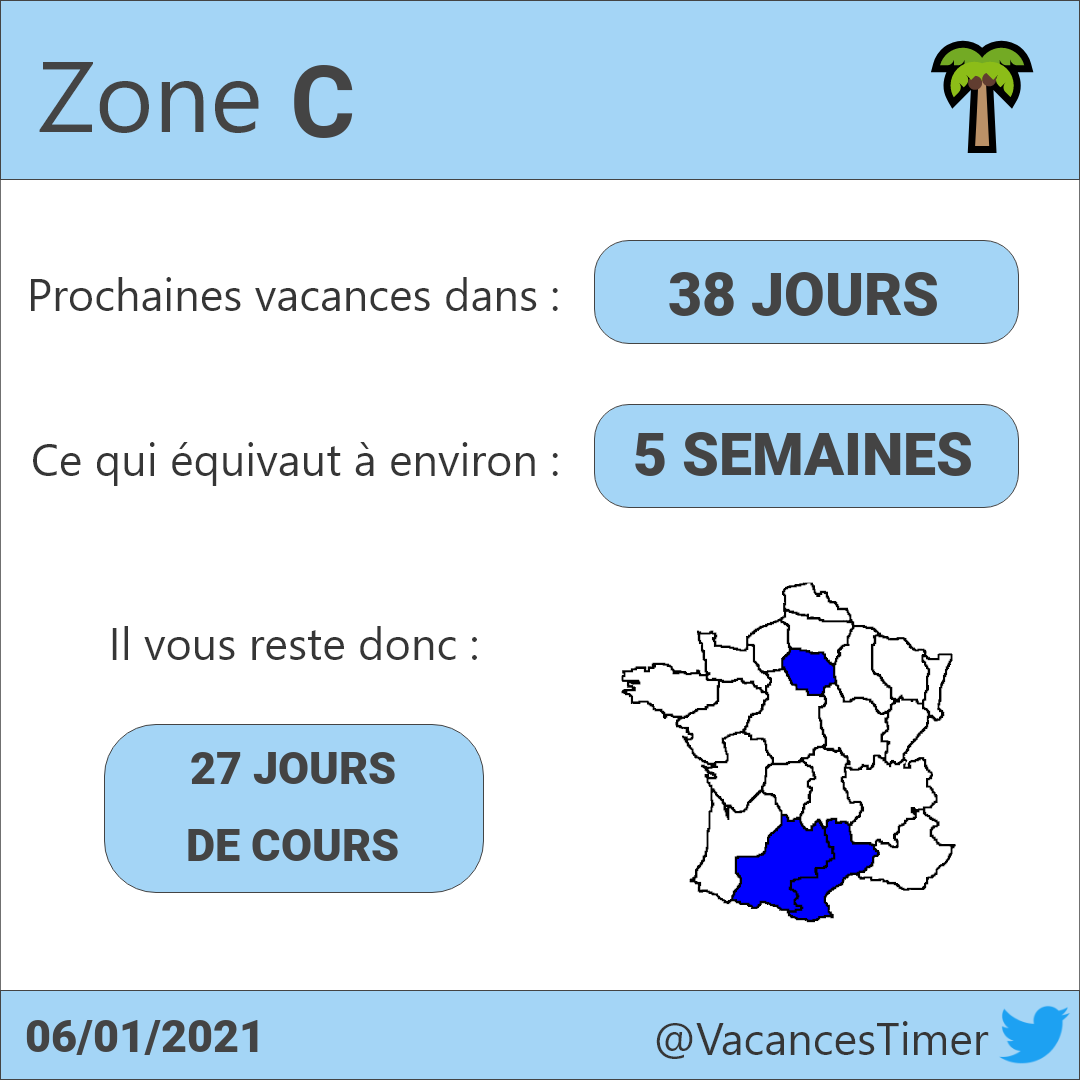 Zone C
Prochaines vacances dans :
38 JOURS
Ce qui équivaut à environ :
5 SEMAINES
Il vous reste donc :
27 JOURS
DE COURS
06/01/2021
@VacancesTimer